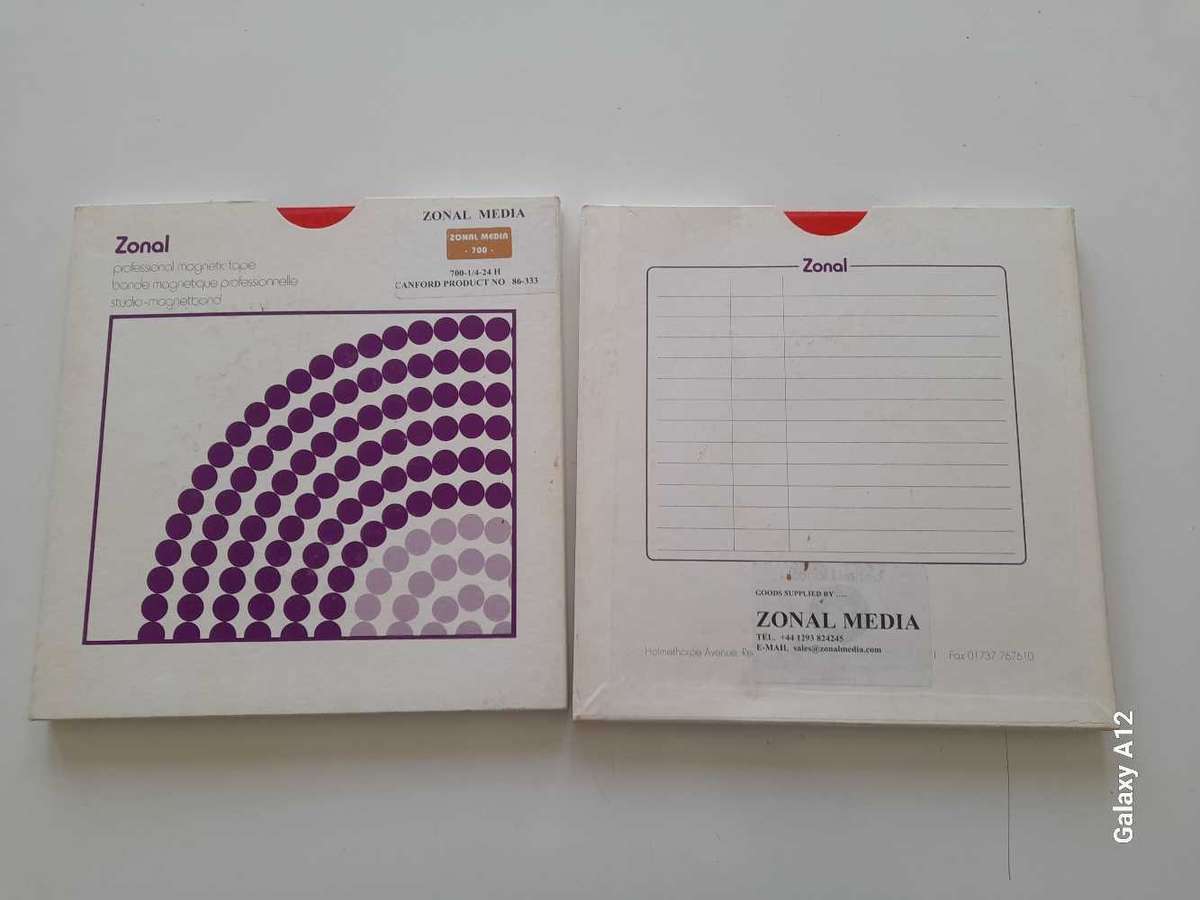 Zonal
professional magnetic tape
bande magnetique professionnelle
studio-magnetband
ZONAL MEDIA
ZONAL MEDIA
- 700 -
700-1/4-24 H
CANFORD PRODUCT NO 86-333
Zonal
GOODS SUPPLIED BY .....
ZONAL MEDIA
TEL. +44 1293 824245
E-MAIL sales@zonalmedia.com
Holmethorpe Avenue, Re
Fax 01737 767610
Galaxy A12